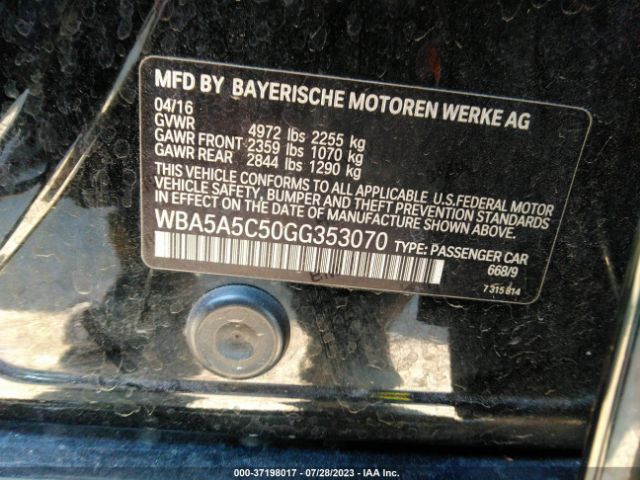 MFD BY BAYERISCHE MOTOREN WERKE AG
04/16
GVWR 4972 lbs 2255 kg
GAWR FRONT 2359 lbs 1070 kg
GAWR REAR 2844 lbs 1290 kg
THIS VEHICLE CONFORMS TO ALL APPLICABLE U.S.FEDERAL MOTOR
VEHICLE SAFETY, BUMPER AND THEFT PREVENTION STANDARDS
IN EFFECT ON THE DATE OF MANUFACTURE SHOWN ABOVE.
WBA5A5C50GG353070 TYPE: PASSENGER CAR
668/9
7 315 814
000-37198017 / 07/28/2023 - IAA Inc.